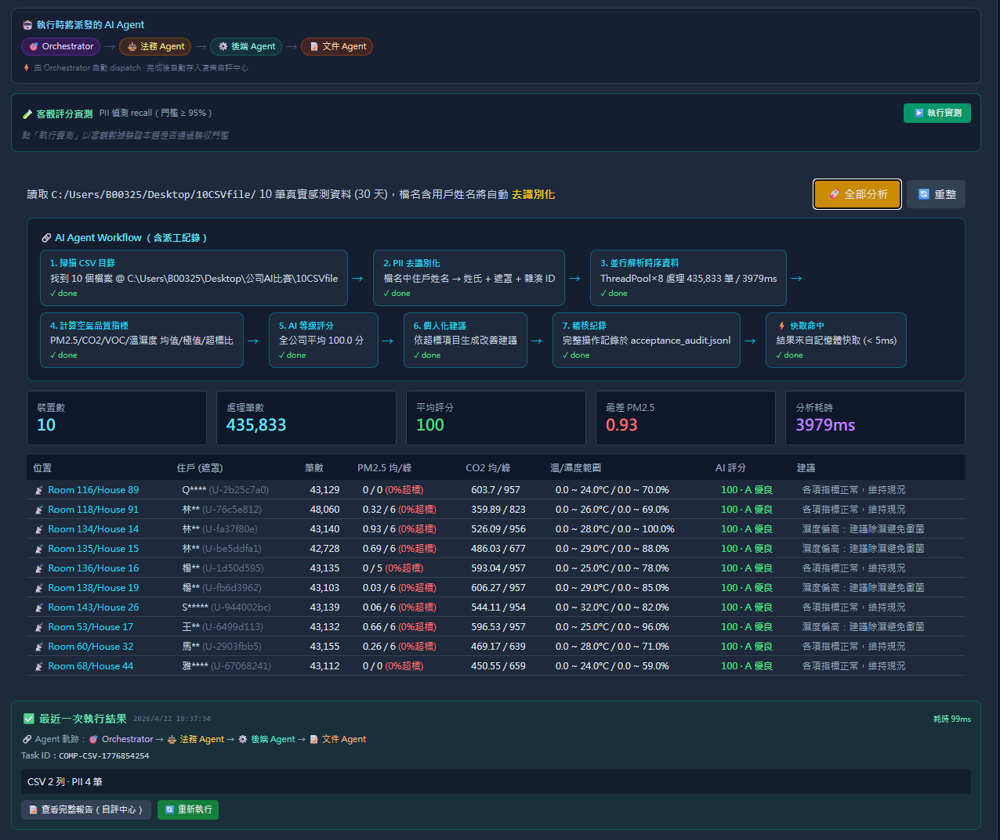 執行時將派發的 AI Agent
Orchestrator → 法務 Agent → 後端 Agent → 文件 Agent
由 Orchestrator 自動 dispatch · 完成後自動存入凌策自評中心
客觀評分實測 PII 偵測 recall ( 門檻 ≥ 95% )
執行實測
點「執行實測」以客觀數據驗證本題是否通過驗收門檻
讀取 C:/Users/B00325/Desktop/10CSVfile/ 10 筆真實感測資料 (30 天)，檔名含用戶姓名將自動 去識別化
全部分析
重整
AI Agent Workflow（含派工紀錄）
1. 掃描 CSV 目錄
找到 10 個檔案 @ C:\Users\B00325\Desktop\公司AI比賽\10CSVfile
✓ done
→
2. PII 去識別化
檔名中住戶姓名 → 姓氏 + 遮罩 + 雜湊 ID
✓ done
→
3. 並行解析時序資料
ThreadPool×8 處理 435,833 筆 / 3979ms
✓ done
→
4. 計算空氣品質指標
PM2.5/CO2/VOC/溫濕度 均值/極值/超標比
✓ done
→
5. AI 等級評分
全公司平均 100.0 分
✓ done
→
6. 個人化建議
依超標項目生成改善建議
✓ done
→
7. 稽核紀錄
完整操作記錄於 acceptance_audit.jsonl
✓ done
→
快取命中
結果來自記憶體快取 (< 5ms)
✓ done
裝置數
10
處理筆數
435,833
平均評分
100
最差 PM2.5
0.93
分析耗時
3979ms
位置 住戶 (遮罩) 筆數 PM2.5 均/峰 CO2 均/峰 溫/濕度範圍 AI 評分 建議
Room 116/House 89 Q**** (U-2b25c7a0) 43,129 0 / 0 (0%超標) 603.7 / 957 0.0 ~ 24.0°C / 0.0 ~ 70.0% 100 · A 優良 各項指標正常，維持現況
Room 118/House 91 林** (U-76c5e812) 48,060 0.32 / 6 (0%超標) 359.89 / 823 0.0 ~ 26.0°C / 0.0 ~ 69.0% 100 · A 優良 各項指標正常，維持現況
Room 134/House 14 林** (U-fa37f80e) 43,140 0.93 / 6 (0%超標) 526.09 / 956 0.0 ~ 28.0°C / 0.0 ~ 100.0% 100 · A 優良 濕度偏高：建議除濕避免黴菌
Room 135/House 15 林** (U-be5ddfa1) 42,728 0.69 / 6 (0%超標) 486.03 / 677 0.0 ~ 29.0°C / 0.0 ~ 88.0% 100 · A 優良 濕度偏高：建議除濕避免黴菌
Room 136/House 16 楊** (U-1d50d595) 43,135 0 / 5 (0%超標) 593.04 / 957 0.0 ~ 25.0°C / 0.0 ~ 78.0% 100 · A 優良 各項指標正常，維持現況
Room 138/House 19 楊** (U-fb6d3962) 43,103 0.03 / 6 (0%超標) 606.27 / 957 0.0 ~ 29.0°C / 0.0 ~ 85.0% 100 · A 優良 濕度偏高：建議除濕避免黴菌
Room 143/House 26 S***** (U-944002bc) 43,139 0.06 / 6 (0%超標) 544.11 / 954 0.0 ~ 32.0°C / 0.0 ~ 82.0% 100 · A 優良 各項指標正常，維持現況
Room 53/House 17 王** (U-6499d113) 43,132 0.66 / 6 (0%超標) 596.53 / 957 0.0 ~ 25.0°C / 0.0 ~ 96.0% 100 · A 優良 濕度偏高：建議除濕避免黴菌
Room 60/House 32 馬** (U-2903fbb5) 43,155 0.26 / 6 (0%超標) 469.17 / 639 0.0 ~ 28.0°C / 0.0 ~ 71.0% 100 · A 優良 各項指標正常，維持現況
Room 68/House 44 雅**** (U-67068241) 43,112 0 / 0 (0%超標) 450.55 / 659 0.0 ~ 24.0°C / 0.0 ~ 59.0% 100 · A 優良 各項指標正常，維持現況
最近一次執行結果 2026/4/22 18:37:34
耗時 99ms
Agent 軌跡：Orchestrator → 法務 Agent → 後端 Agent → 文件 Agent
Task ID：COMP-CSV-1776854254
CSV 2 列 · PII 4 筆
查看完整報告（自評中心）
重新執行